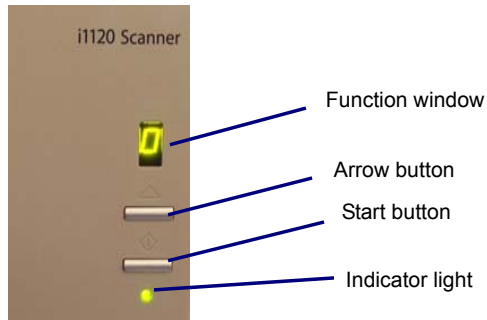 i1120 Scanner
0
Function window
Arrow button
Start button
Indicator light